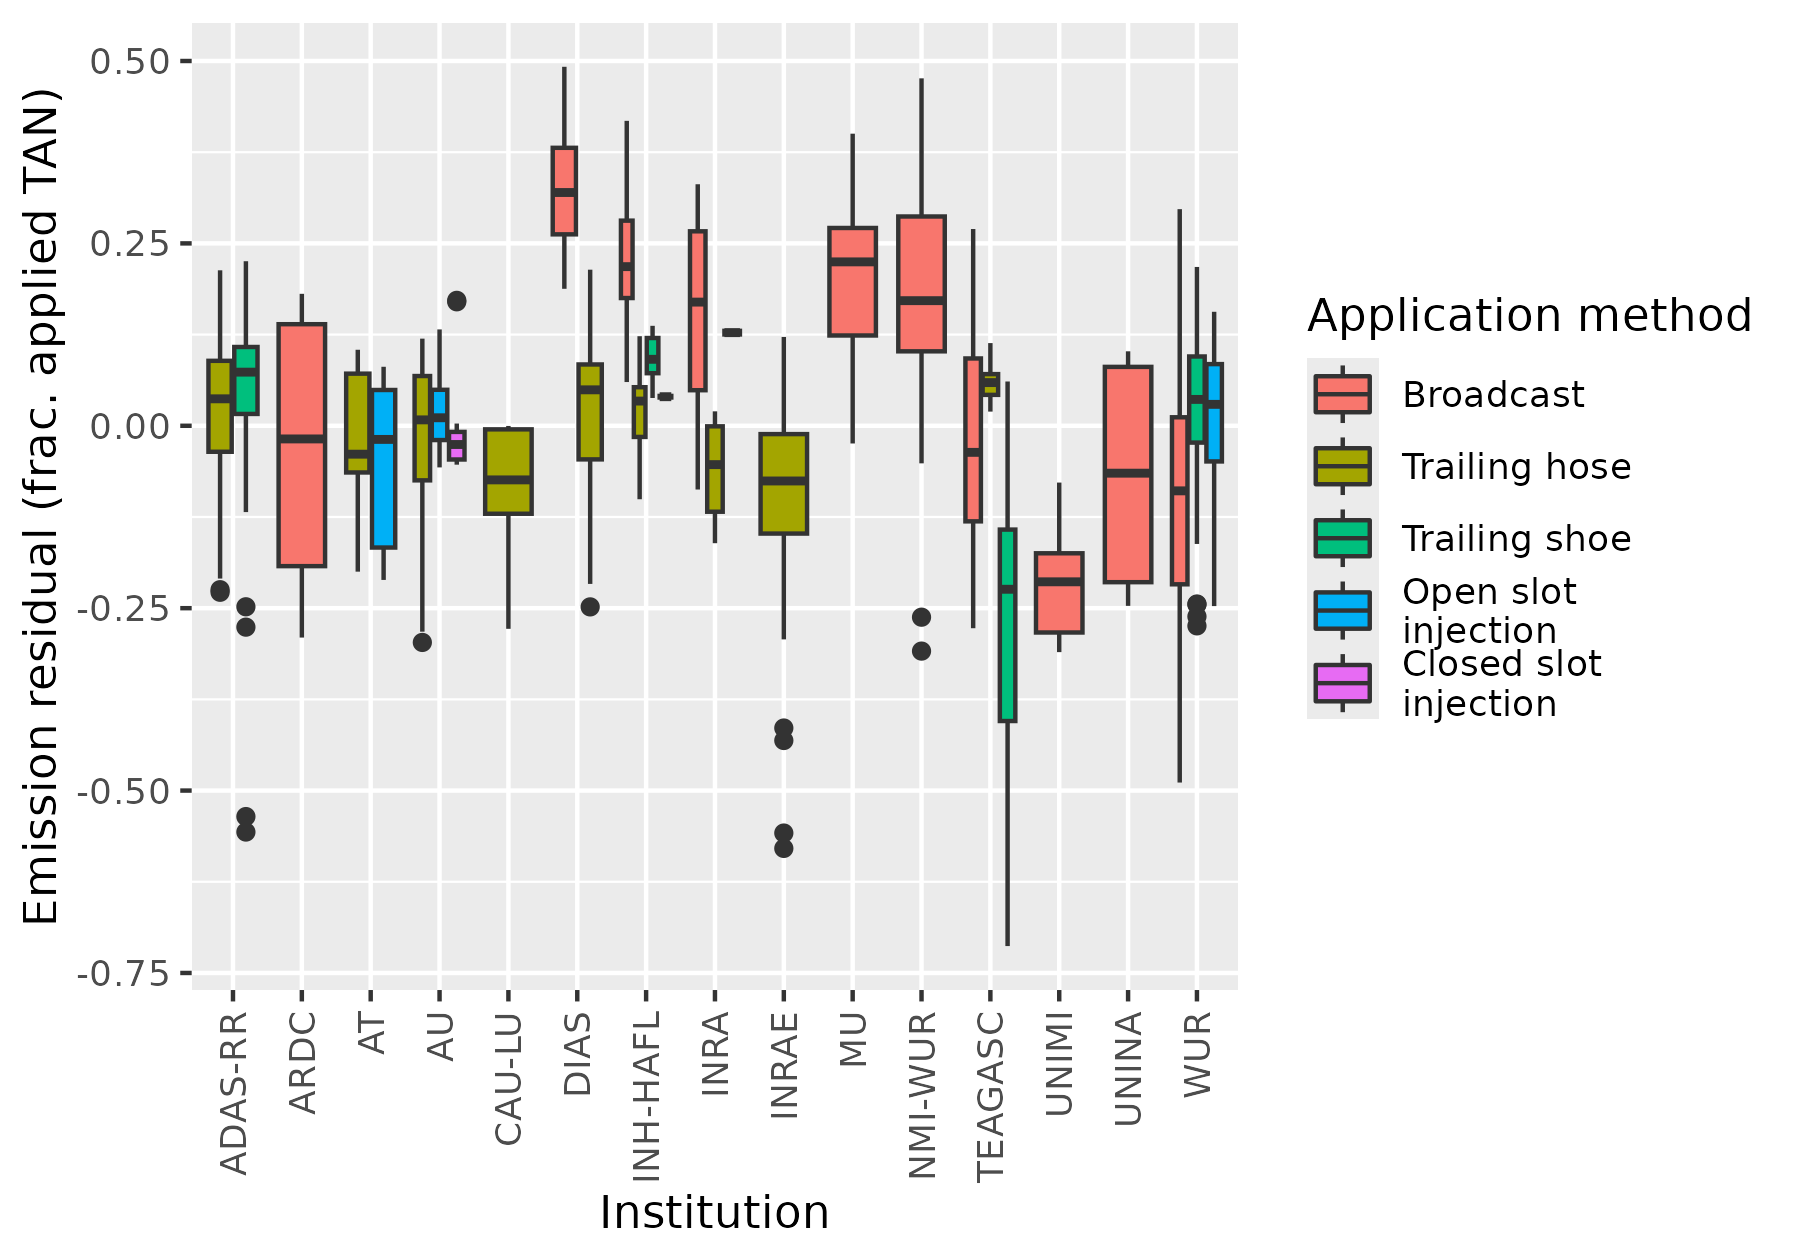 Emission residual (frac. applied TAN)
0.50
0.25
0.00
-0.25
-0.50
-0.75
ADAS-RR
ARDC
AT
AU
CAU-LU
DIAS
INH-HAFL
INRA
INRAE
MU
NMI-WUR
TEAGASC
UNIMI
UNINA
WUR
Institution
Application method
Broadcast
Trailing hose
Trailing shoe
Open slot
injection
Closed slot
injection